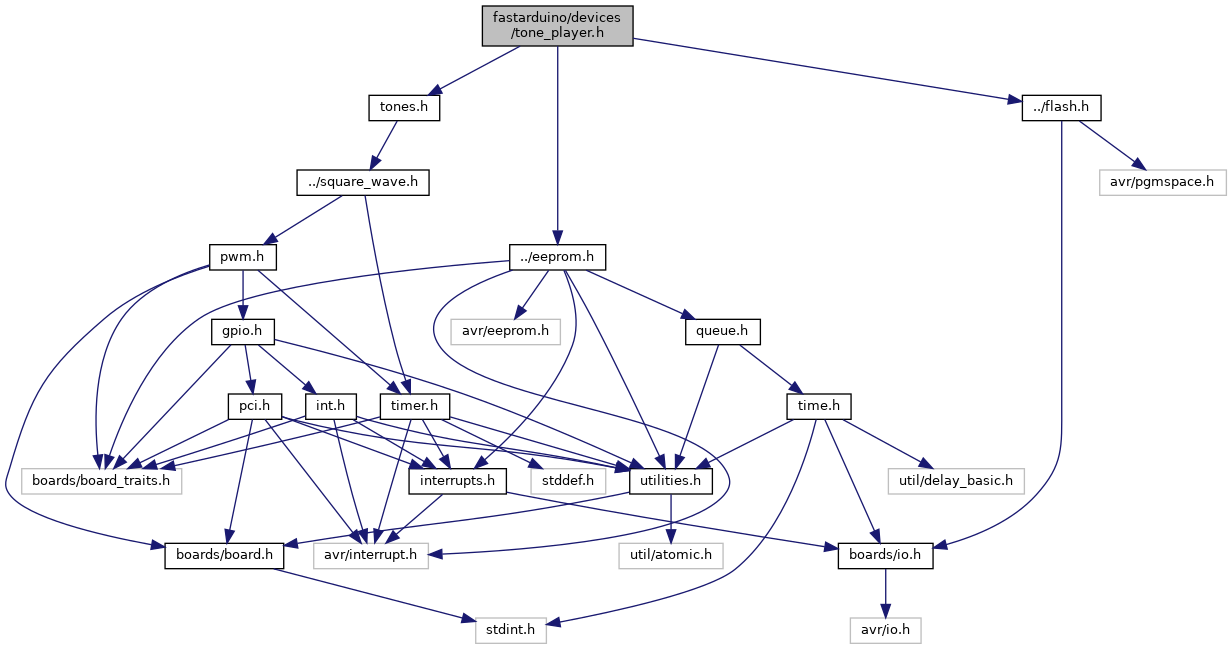 fastarduino/devices
/tone_player.h
tones.h
../flash.h
../square_wave.h
avr/pgmspace.h
pwm.h
../eeprom.h
gpio.h
avr/eeprom.h
queue.h
pci.h
int.h
timer.h
time.h
boards/board_traits.h
interrupts.h
stddef.h
utilities.h
util/delay_basic.h
boards/board.h
avr/interrupt.h
util/atomic.h
boards/io.h
stdint.h
avr/io.h